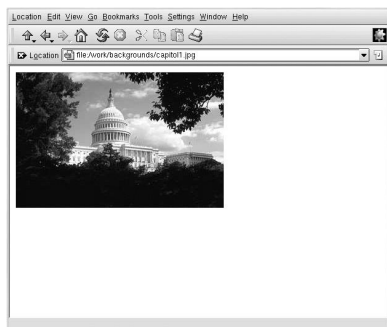 Location Edit View Go Bookmarks Tools Settings Window Help
Location file:/work/backgrounds/capitol1.jpg